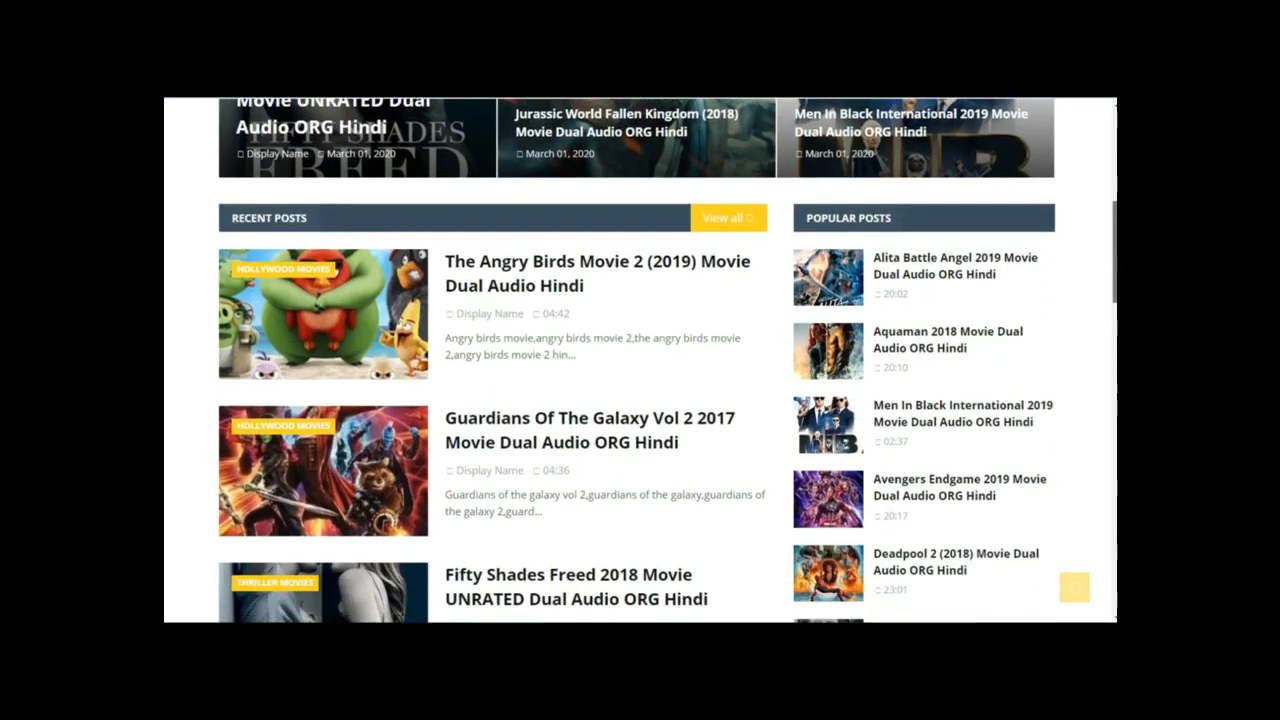 Movie UNRATED Dual
Audio ORG Hindi
Display Name March 01, 2020
FIFTY SHADES
FREED
Jurassic World Fallen Kingdom (2018)
Movie Dual Audio ORG Hindi
March 01, 2020
Men In Black International 2019 Movie
Dual Audio ORG Hindi
March 01, 2020
RECENT POSTS
View all
HOLLYWOOD MOVIES
The Angry Birds Movie 2 (2019) Movie
Dual Audio Hindi
Display Name 04:42
Angry birds movie,angry birds movie 2,the angry birds movie
2,angry birds movie 2 hin...
HOLLYWOOD MOVIES
Guardians Of The Galaxy Vol 2 2017
Movie Dual Audio ORG Hindi
Display Name 04:36
Guardians of the galaxy vol 2,guardians of the galaxy,guardians of
the galaxy 2,guard...
THRILLER MOVIES
Fifty Shades Freed 2018 Movie
UNRATED Dual Audio ORG Hindi
POPULAR POSTS
Alita Battle Angel 2019 Movie
Dual Audio ORG Hindi
20:02
Aquaman 2018 Movie Dual
Audio ORG Hindi
20:10
Men In Black International 2019
Movie Dual Audio ORG Hindi
02:37
Avengers Endgame 2019 Movie
Dual Audio ORG Hindi
20:17
Deadpool 2 (2018) Movie Dual
Audio ORG Hindi
23:01